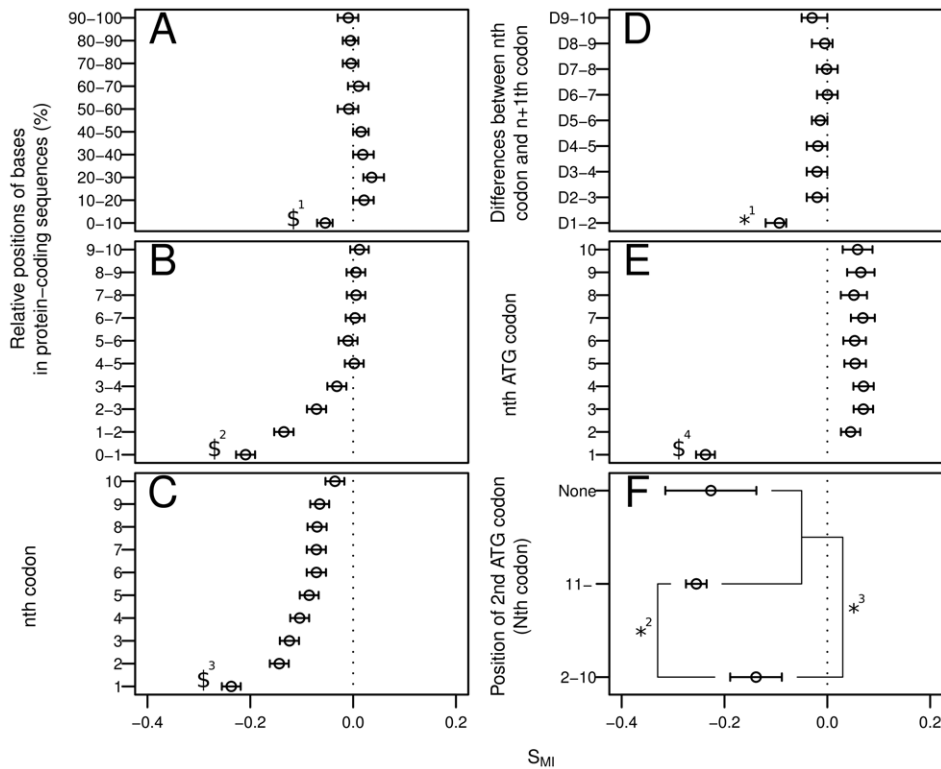 Relative positions of bases
in protein-coding sequences (%)
A
90−100
80−90
70−80
60−70
50−60
40−50
30−40
20−30
10−20
0−10
$1
B
9−10
8−9
7−8
6−7
5−6
4−5
3−4
2−3
1−2
0−1
$2
nth codon
C
10
9
8
7
6
5
4
3
2
1
$3
−0.4
−0.2
0.0
0.2
Differences between nth
codon and n+1th codon
D
D9−10
D8−9
D7−8
D6−7
D5−6
D4−5
D3−4
D2−3
D1−2
*1
nth ATG codon
E
10
9
8
7
6
5
4
3
2
1
$4
Position of 2nd ATG codon
(Nth codon)
F
None
11−
2−10
*2
*3
−0.4
−0.2
0.0
0.2
SMI